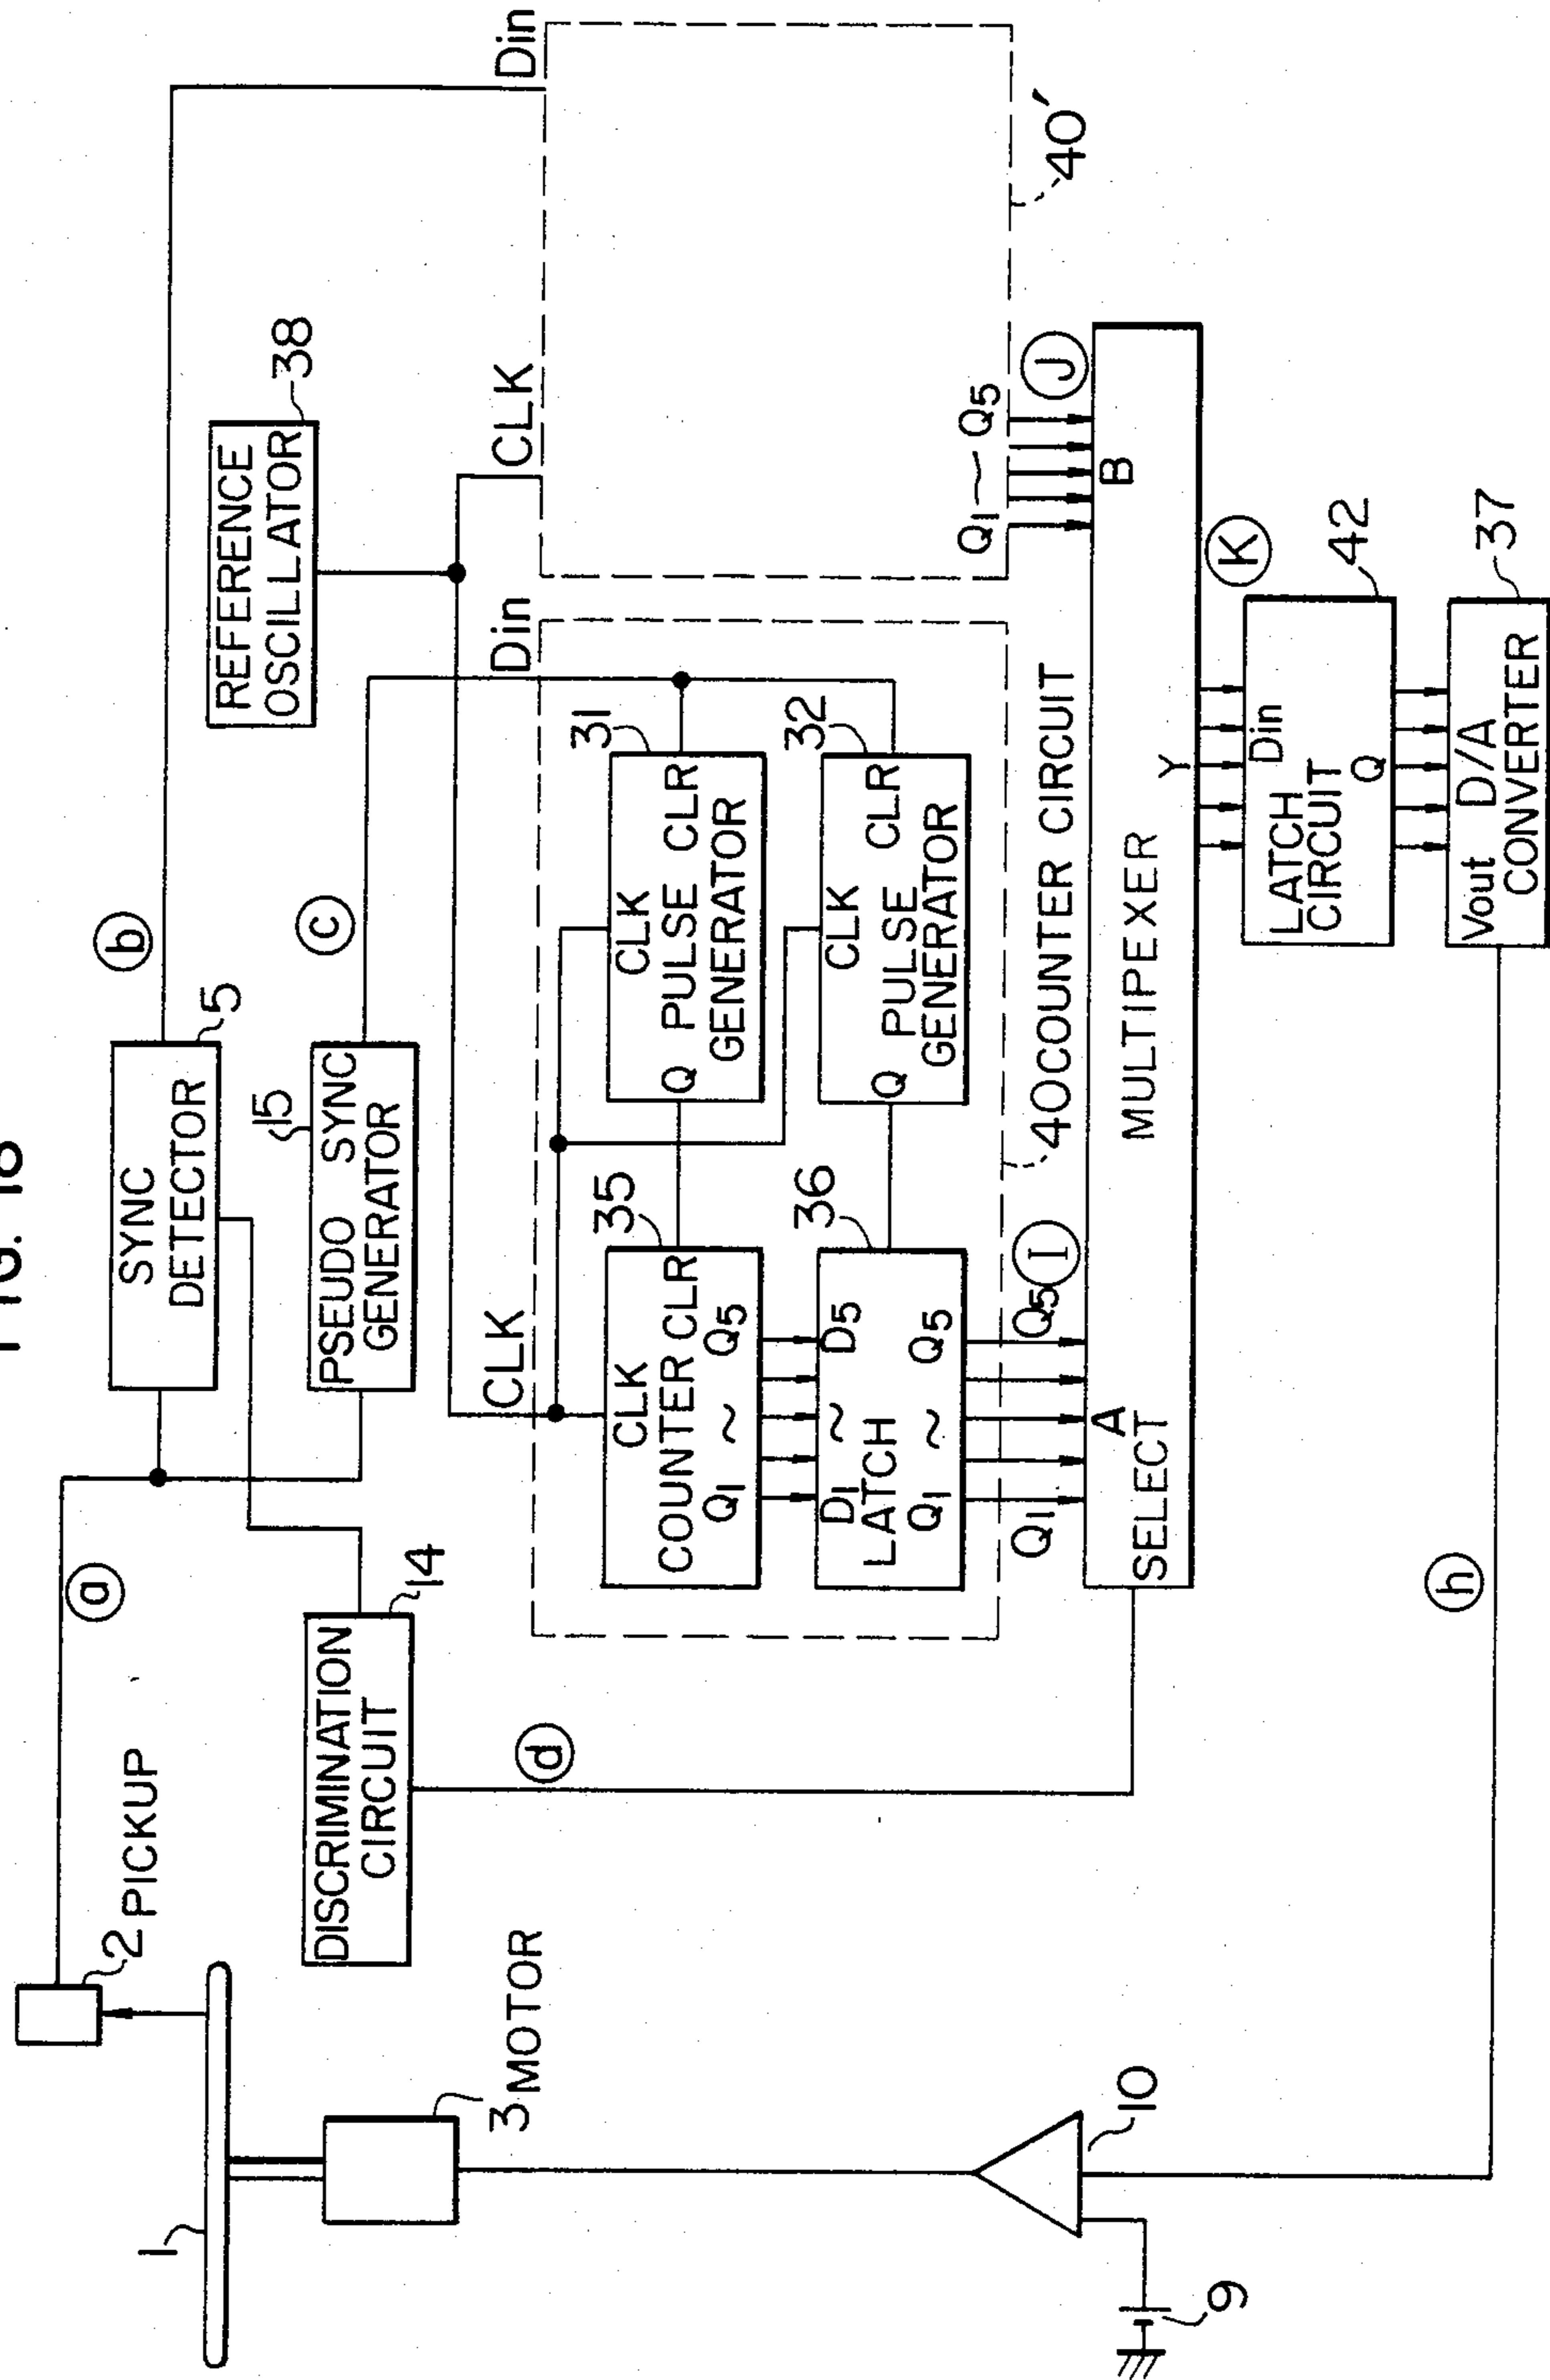 FIG. 18
1
2 PICKUP
3 MOTOR
a
SYNC
DETECTOR
5
b
15
PSEUDO SYNC
GENERATOR
c
DISCRIMINATION
CIRCUIT
14
d
REFERENCE
OSCILLATOR
38
CLK
Din
CLK
Din
35
CLK
COUNTER CLR
Q1 ~ Q5
31
CLK
Q PULSE CLR
GENERATOR
36
D1 ~ D5
LATCH
Q1 ~ Q5
32
CLK
Q PULSE CLR
GENERATOR
40'
Q1 Q5
I
40 COUNTER CIRCUIT
Q1 ~ Q5
J
A
SELECT
MULTIPEXER
B
Y
K
Din
LATCH
CIRCUIT
Q
42
Vout D/A
CONVERTER
37
h
10
9